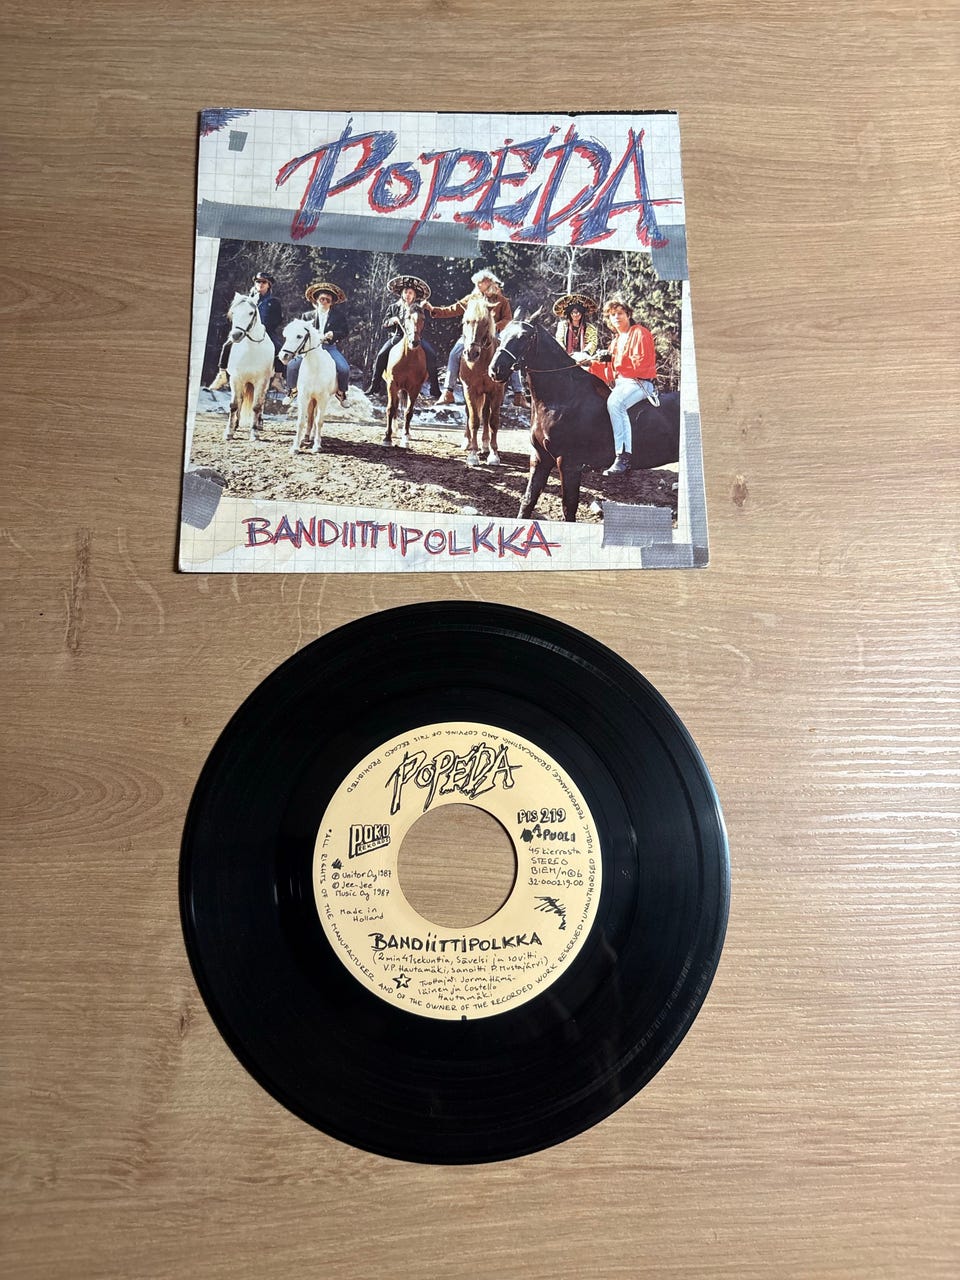 POPEDA
BANDIITTIPOLKKA
POPEDA
POKO
RECORDS
PIS 219
A PUOLI
45 kierrosta
STEREO
BIEM/n©b
32-000219-00
℗ Unitor Oy 1987
© Jee-Jee
Music Oy 1987
Made in
Holland
BANDIITTIPOLKKA
(2 min 41 sekuntia, Sävelsi ja sovitti
V.P. Hautamäki, sanoitti P. Mustajärvi)
Tuottajat: Jorma Hämä-
läinen ja Costello
Hautamäki
*ALL RIGHTS OF THE MANUFACTURER AND OF THE OWNER OF THE RECORDED WORK RESERVED • UNAUTHORISED PUBLIC PERFORMANCE, BROADCASTING AND COPYING OF THIS RECORD PROHIBITED